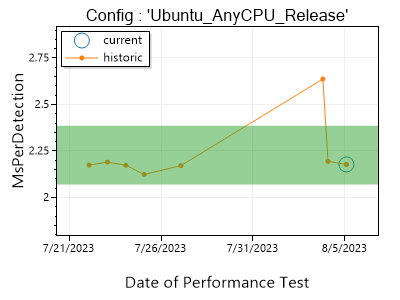 Config : 'Ubuntu_AnyCPU_Release'
current
historic
MsPerDetection
2.75
2.5
2.25
2
7/21/2023
7/26/2023
7/31/2023
8/5/2023
Date of Performance Test